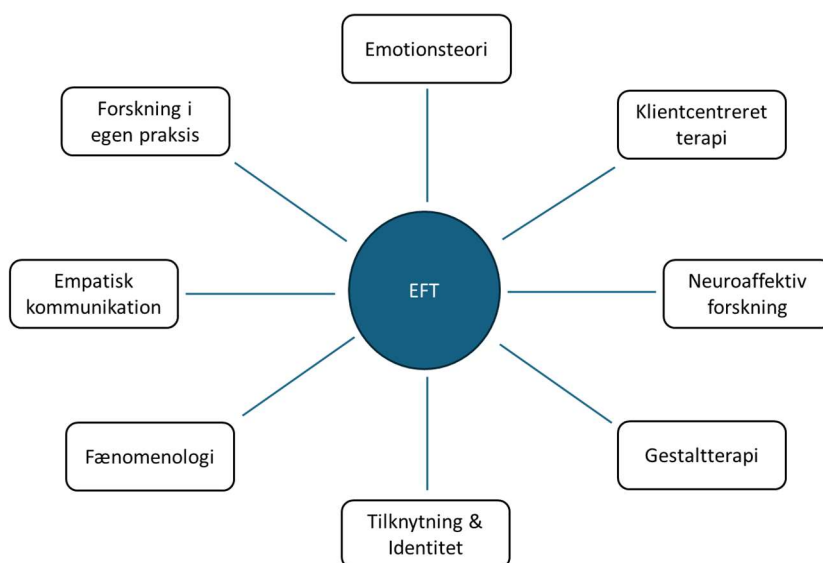 Emotionsteori
Forskning i
egen praksis
Klientcentreret
terapi
Empatisk
kommunikation
EFT
Neuroaffektiv
forskning
Fænomenologi
Gestaltterapi
Tilknytning &
Identitet